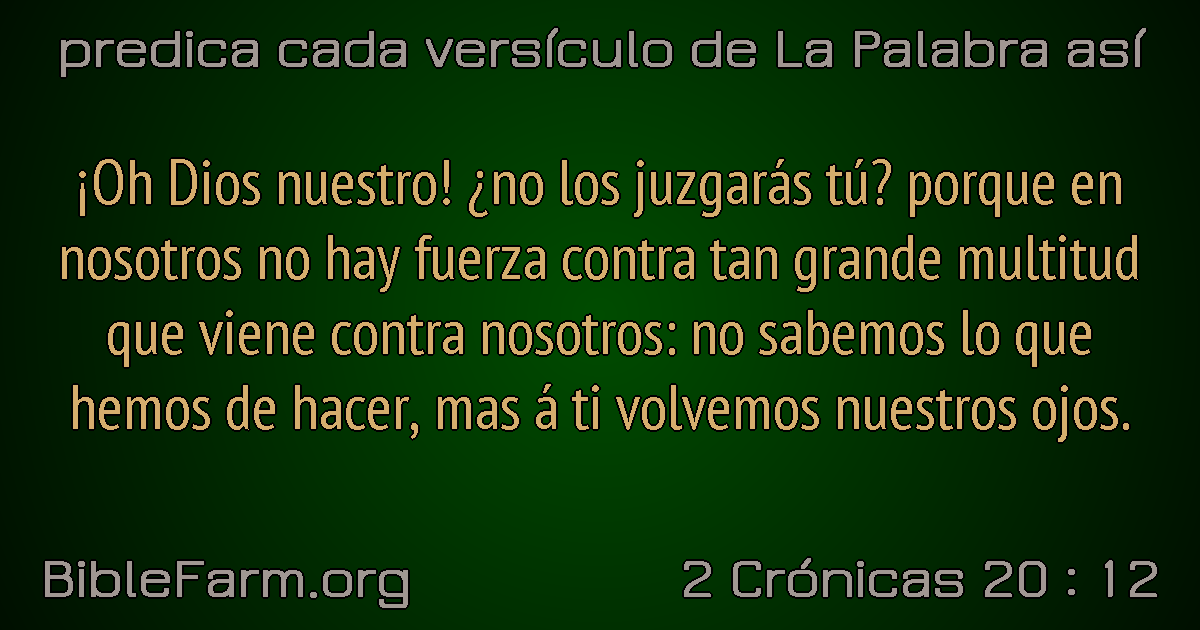 predica cada versículo de La Palabra así
¡Oh Dios nuestro! ¿no los juzgarás tú? porque en
nosotros no hay fuerza contra tan grande multitud
que viene contra nosotros: no sabemos lo que
hemos de hacer, mas á ti volvemos nuestros ojos.
BibleFarm.org
2 Crónicas 20 : 12